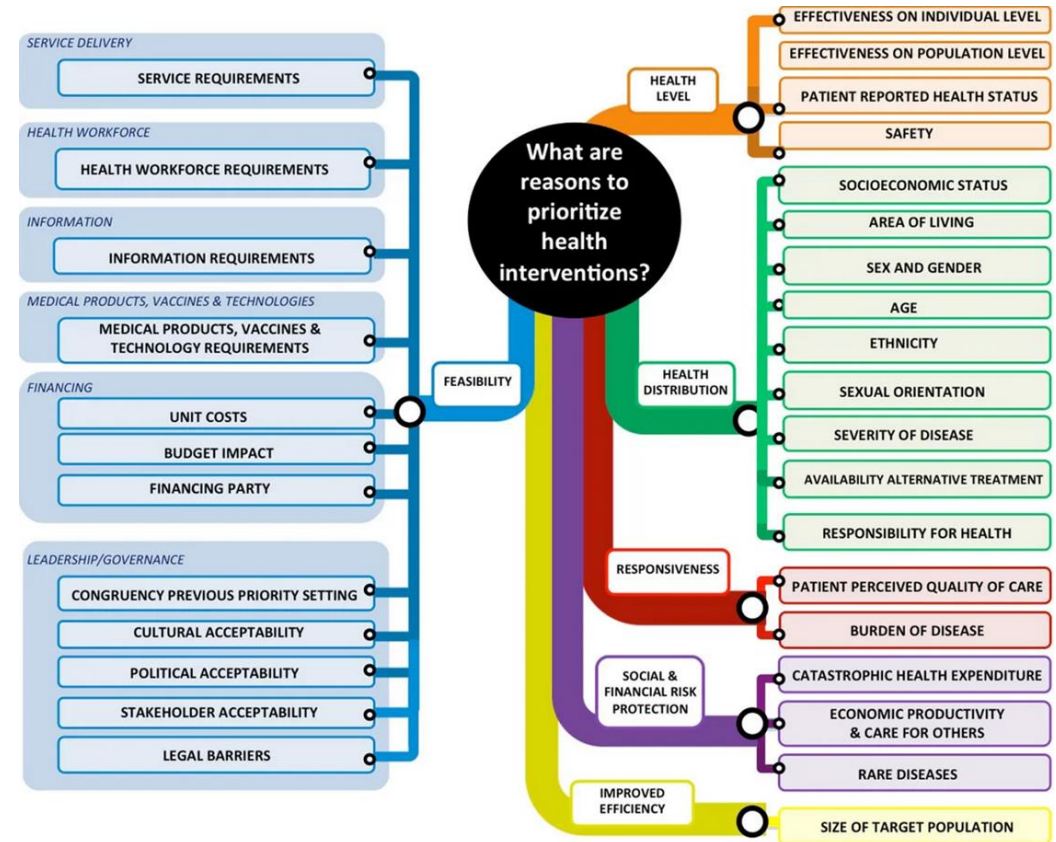 What are
reasons to
prioritize
health
interventions?
SERVICE DELIVERY
SERVICE REQUIREMENTS
HEALTH WORKFORCE
HEALTH WORKFORCE REQUIREMENTS
INFORMATION
INFORMATION REQUIREMENTS
MEDICAL PRODUCTS, VACCINES & TECHNOLOGIES
MEDICAL PRODUCTS, VACCINES &
TECHNOLOGY REQUIREMENTS
FINANCING
UNIT COSTS
BUDGET IMPACT
FINANCING PARTY
LEADERSHIP/GOVERNANCE
CONGRUENCY PREVIOUS PRIORITY SETTING
CULTURAL ACCEPTABILITY
POLITICAL ACCEPTABILITY
STAKEHOLDER ACCEPTABILITY
LEGAL BARRIERS
FEASIBILITY
HEALTH
LEVEL
EFFECTIVENESS ON INDIVIDUAL LEVEL
EFFECTIVENESS ON POPULATION LEVEL
PATIENT REPORTED HEALTH STATUS
SAFETY
HEALTH
DISTRIBUTION
SOCIOECONOMIC STATUS
AREA OF LIVING
SEX AND GENDER
AGE
ETHNICITY
SEXUAL ORIENTATION
SEVERITY OF DISEASE
AVAILABILITY ALTERNATIVE TREATMENT
RESPONSIBILITY FOR HEALTH
RESPONSIVENESS
PATIENT PERCEIVED QUALITY OF CARE
BURDEN OF DISEASE
SOCIAL &
FINANCIAL RISK
PROTECTION
CATASTROPHIC HEALTH EXPENDITURE
ECONOMIC PRODUCTIVITY
& CARE FOR OTHERS
RARE DISEASES
IMPROVED
EFFICIENCY
SIZE OF TARGET POPULATION